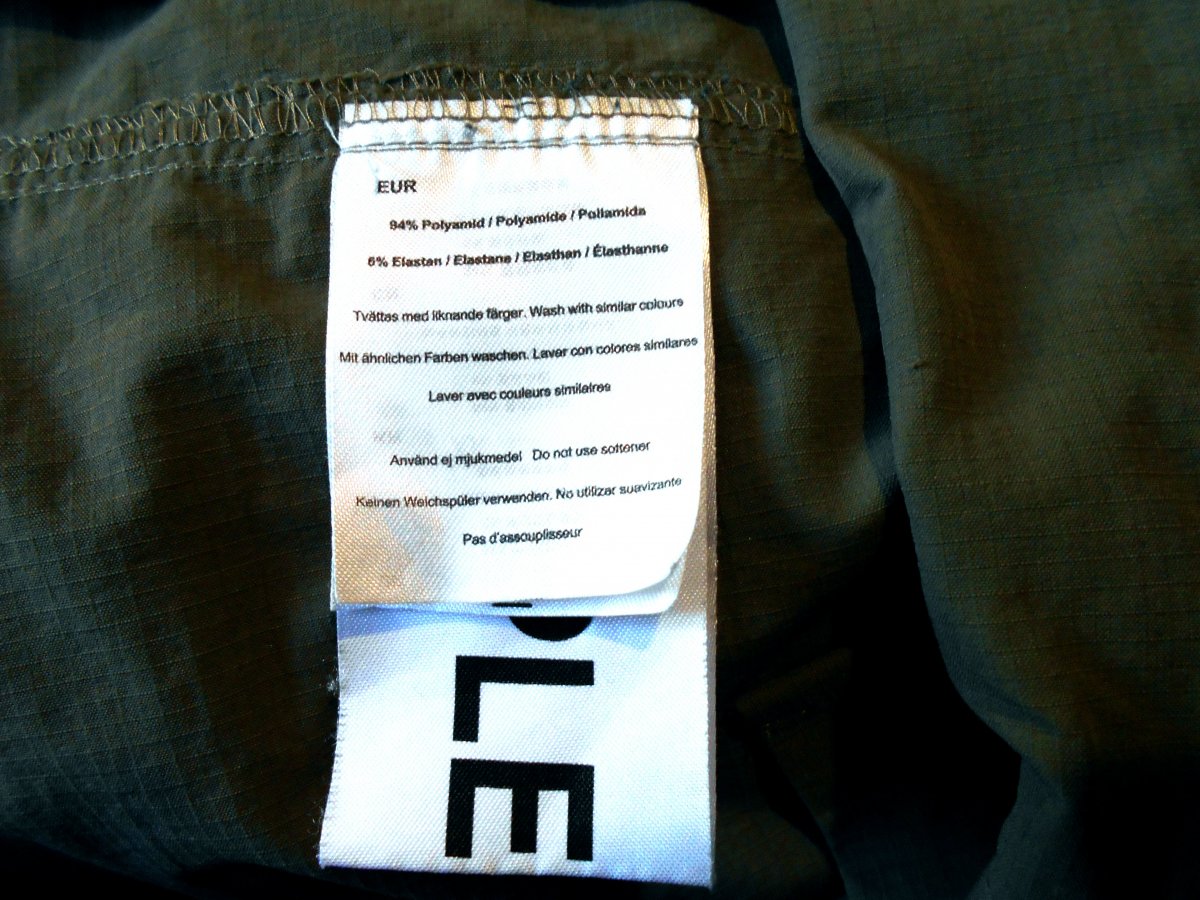 EUR
94% Polyamid / Polyamide / Poliamida
6% Elastan / Elastane / Elasthan / Élasthanne
Tvättas med liknande färger. Wash with similar colours
Mit ähnlichen Farben waschen. Lavar con colores similares
Laver avec couleurs similaires
Använd ej mjukmedel Do not use softener
Keinen Weichspüler verwenden. No utilizar suavizante
Pas d'assouplisseur
LE